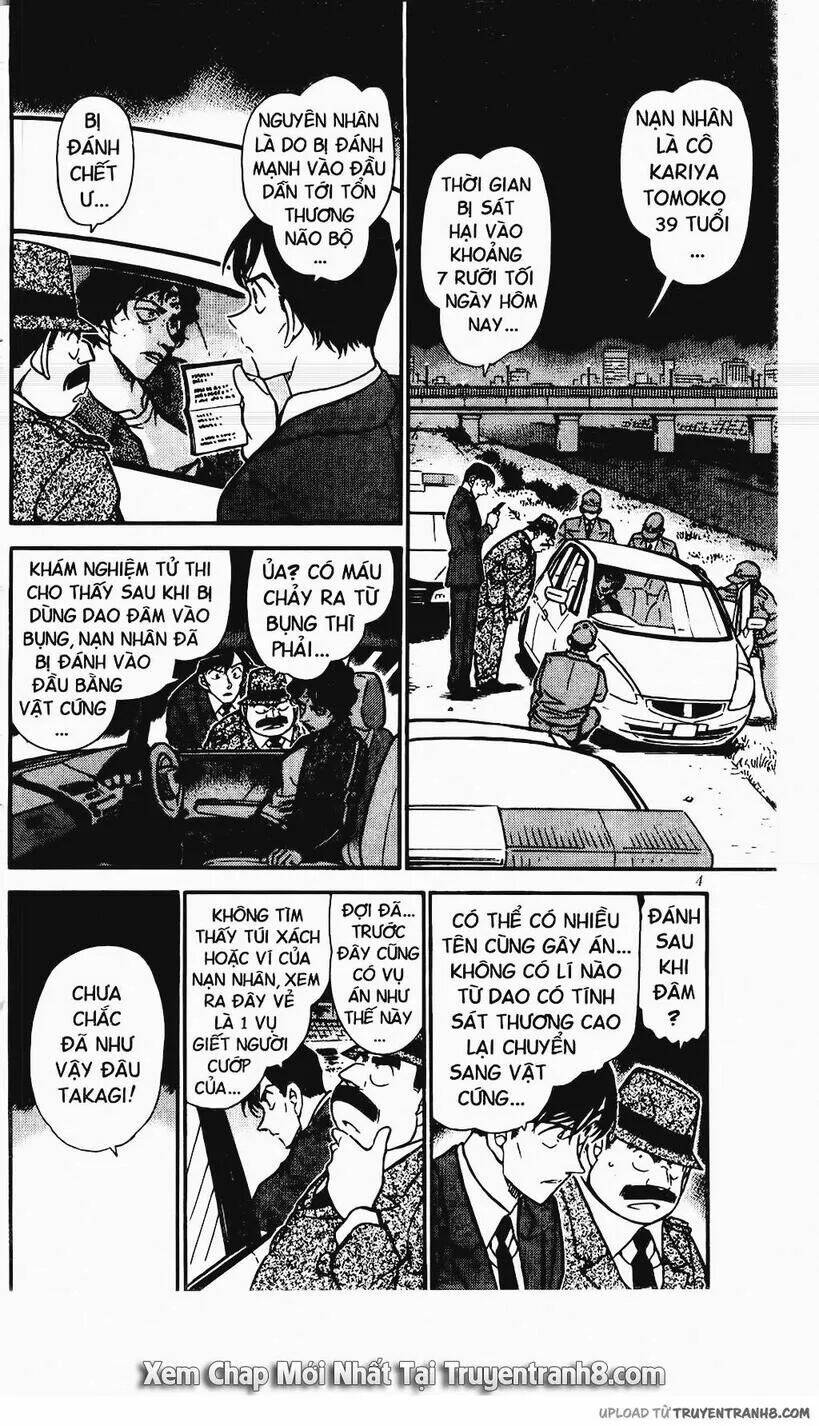 NẠN NHÂN
LÀ CÔ
KARIYA
TOMOKO
39 TUỔI
...
THỜI GIAN
BỊ SÁT
HẠI VÀO
KHOẢNG
7 RƯỠI TỐI
NGÀY HÔM
NAY...
NGUYÊN NHÂN
LÀ DO BỊ ĐÁNH
MẠNH VÀO ĐẦU
DẪN TỚI TỔN
THƯƠNG
NÃO BỘ
BỊ
ĐÁNH
CHẾT
Ư...
ỦA? CÓ MÁU
CHẢY RA TỪ
BỤNG THÌ
PHẢI...
KHÁM NGHIỆM TỬ THI
CHO THẤY SAU KHI BỊ
DÙNG DAO ĐÂM VÀO
BỤNG, NẠN NHÂN ĐÃ
BỊ ĐÁNH VÀO
ĐẦU BẰNG
VẬT CỨNG
...
4
ĐÁNH
SAU
KHI
ĐÂM
?
CÓ THỂ CÓ NHIỀU
TÊN CÙNG GÂY ÁN...
KHÔNG CÓ LÍ NÀO
TỪ DAO CÓ TÍNH
SÁT THƯƠNG CAO
LẠI CHUYỂN
SANG VẬT
CỨNG...
ĐỢI ĐÃ...
TRƯỚC
ĐÂY CŨNG
CÓ VỤ
ÁN NHƯ
THẾ NÀY
...
KHÔNG TÌM
THẤY TÚI XÁCH
HOẶC VÍ CỦA
NẠN NHÂN, XEM
RA ĐÂY VẺ
LÀ 1 VỤ
GIẾT NGƯỜI
CƯỚP
CỦA...
CHƯA
CHẮC
ĐÃ NHƯ
VẬY ĐÂU
TAKAGI!
Xem Chap Mới Nhất Tại Truyentranh8.com
UPLOAD TỪ TRUYENTRANH8.COM